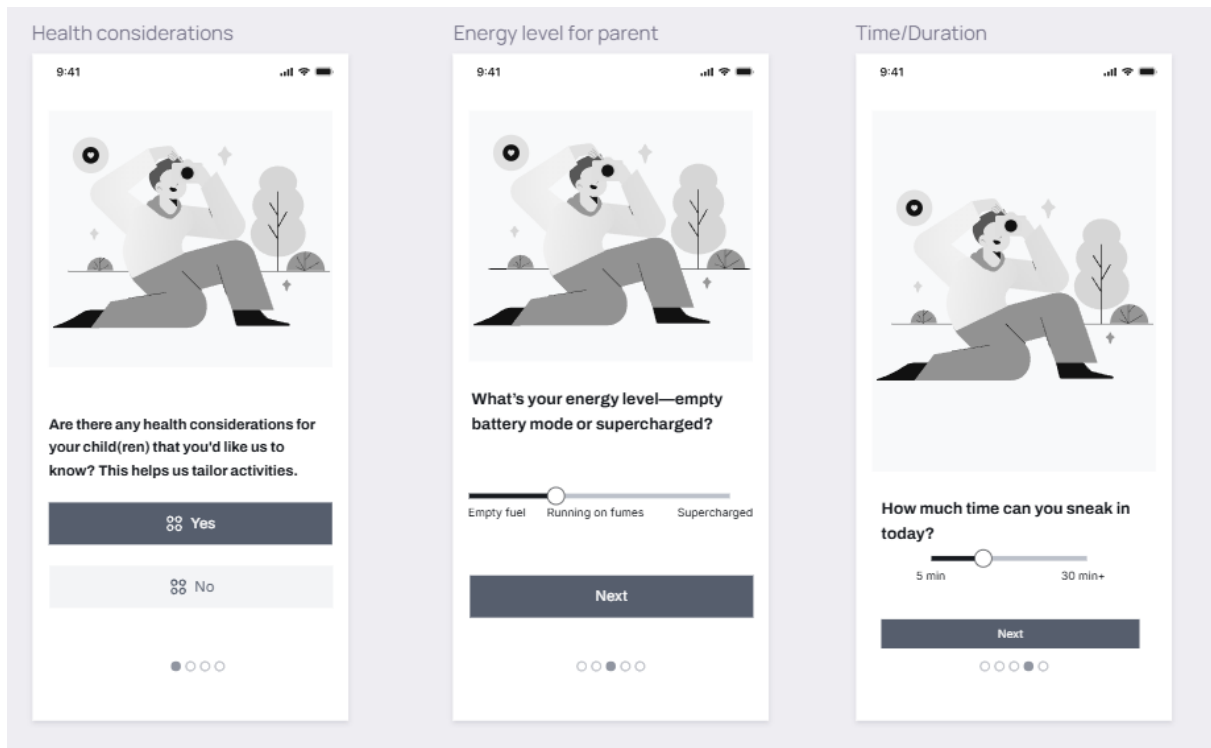 Health considerations
9:41
Are there any health considerations for
your child(ren) that you'd like us to
know? This helps us tailor activities.
Yes
No
Energy level for parent
9:41
What's your energy level—empty
battery mode or supercharged?
Empty fuel Running on fumes Supercharged
Next
Time/Duration
9:41
How much time can you sneak in
today?
5 min 30 min+
Next